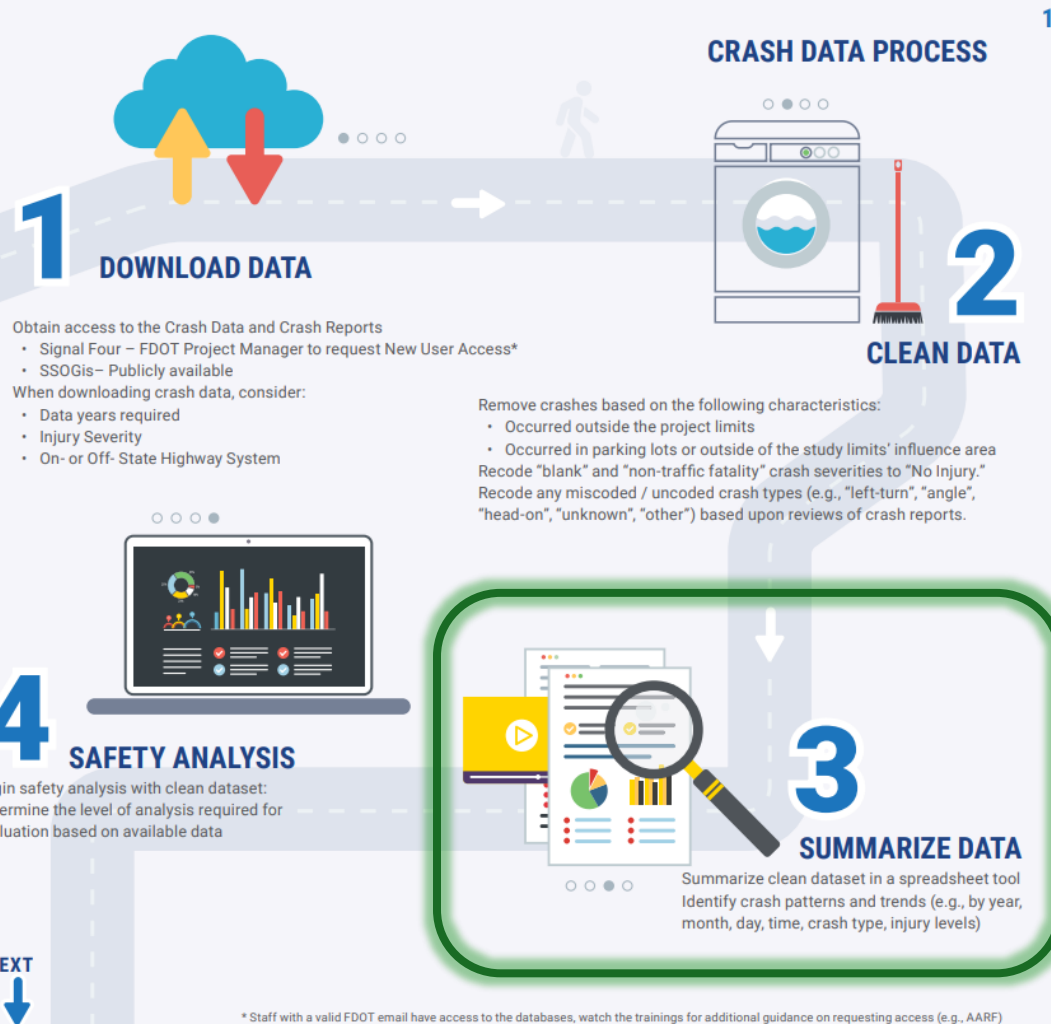 1
CRASH DATA PROCESS
1
DOWNLOAD DATA
Obtain access to the Crash Data and Crash Reports
• Signal Four – FDOT Project Manager to request New User Access*
• SSOGis– Publicly available
When downloading crash data, consider:
• Data years required
• Injury Severity
• On- or Off- State Highway System
2
CLEAN DATA
Remove crashes based on the following characteristics:
• Occurred outside the project limits
• Occurred in parking lots or outside of the study limits’ influence area
Recode “blank” and “non-traffic fatality” crash severities to “No Injury.”
Recode any miscoded / uncoded crash types (e.g., “left-turn”, “angle”,
“head-on”, “unknown”, “other”) based upon reviews of crash reports.
3
SUMMARIZE DATA
Summarize clean dataset in a spreadsheet tool
Identify crash patterns and trends (e.g., by year,
month, day, time, crash type, injury levels)
4
SAFETY ANALYSIS
gin safety analysis with clean dataset:
ermine the level of analysis required for
luation based on available data
EXT
* Staff with a valid FDOT email have access to the databases, watch the trainings for additional guidance on requesting access (e.g., AARF)